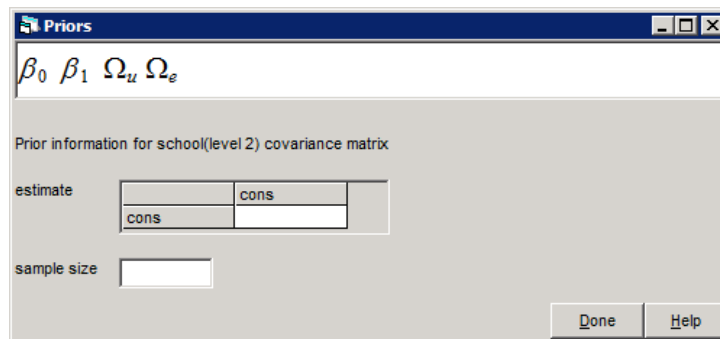 Priors
β0 β1 Ωu Ωe
Prior information for school(level 2) covariance matrix
estimate
cons
cons
sample size
Done Help